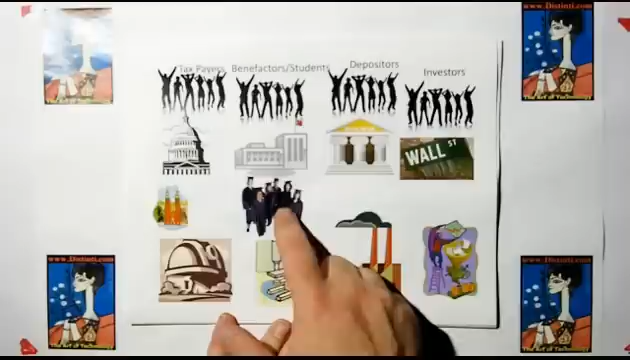 www.Distinti.com
www.Distinti.com
Tax Payers
Benefactors/Students
Depositors
Investors
The Art of Technology
The Art of Technology
WALL ST
www.Distinti.com
www.Distinti.com
The Art of Technology
The Art of Technology